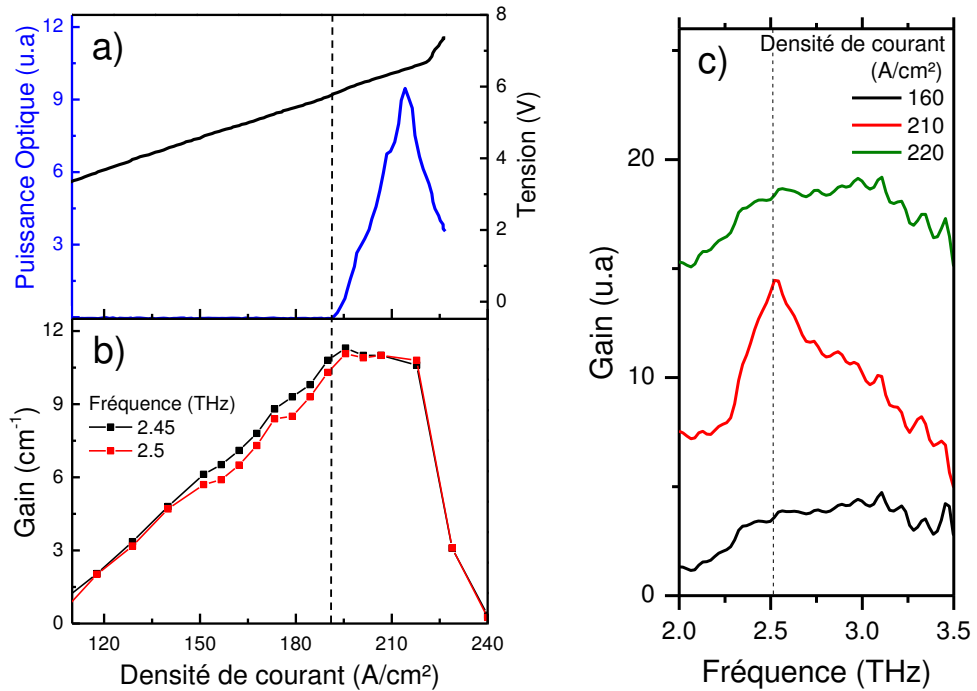 a)
Puissance Optique (u.a)
12
9
6
3
8
6
4
2
0
Tension (V)
b)
Gain (cm-1)
12
9
6
3
0
Fréquence (THz)
2.45
2.5
120
150
180
210
240
Densité de courant (A/cm²)
c)
Densité de courant
(A/cm²)
160
210
220
Gain (u.a)
20
10
0
2.0
2.5
3.0
3.5
Fréquence (THz)